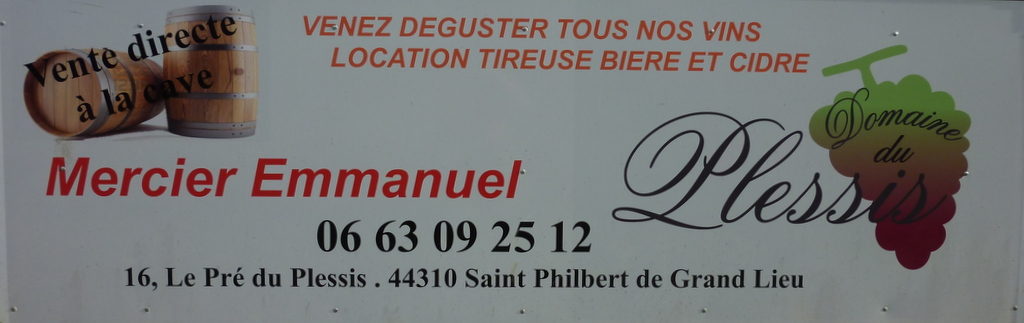 Vente directe
à la cave
VENEZ DEGUSTER TOUS NOS VINS
LOCATION TIREUSE BIERE ET CIDRE
Domaine
du
Plessis
Mercier Emmanuel
06 63 09 25 12
16, Le Pré du Plessis . 44310 Saint Philbert de Grand Lieu